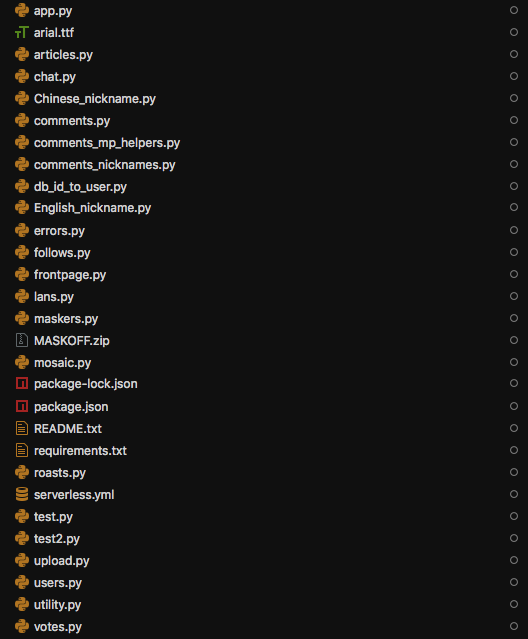 app.py
arial.ttf
articles.py
chat.py
Chinese_nickname.py
comments.py
comments_mp_helpers.py
comments_nicknames.py
db_id_to_user.py
English_nickname.py
errors.py
follows.py
frontpage.py
lans.py
maskers.py
MASKOFF.zip
mosaic.py
package-lock.json
package.json
README.txt
requirements.txt
roasts.py
serverless.yml
test.py
test2.py
upload.py
users.py
utility.py
votes.py